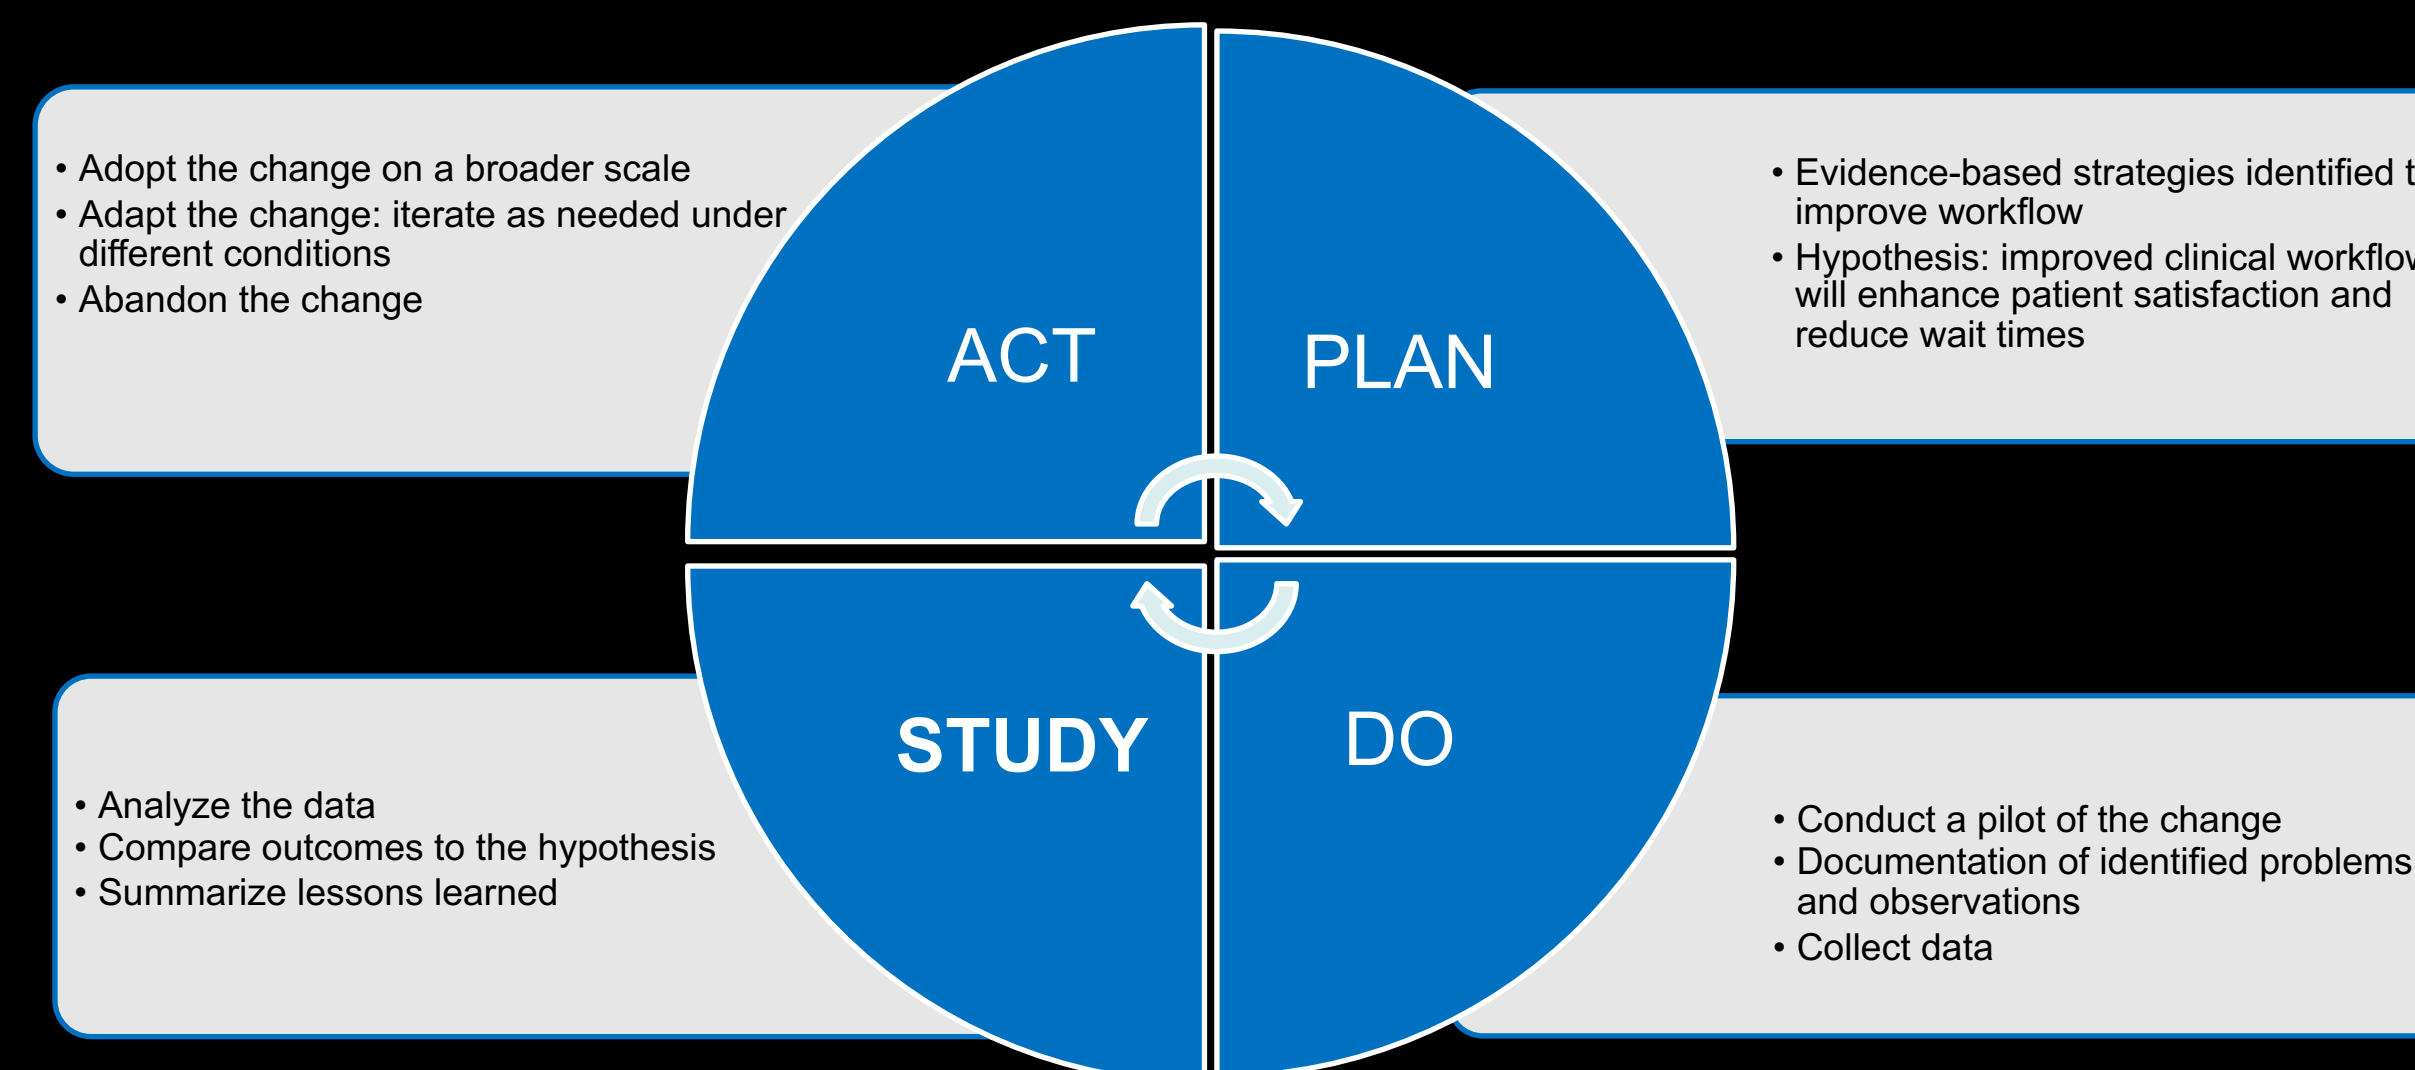 • Adopt the change on a broader scale
• Adapt the change: iterate as needed under
different conditions
• Abandon the change
ACT
PLAN
• Evidence-based strategies identified t
improve workflow
• Hypothesis: improved clinical workflow
will enhance patient satisfaction and
reduce wait times
STUDY
DO
• Analyze the data
• Compare outcomes to the hypothesis
• Summarize lessons learned
• Conduct a pilot of the change
• Documentation of identified problems
and observations
• Collect data